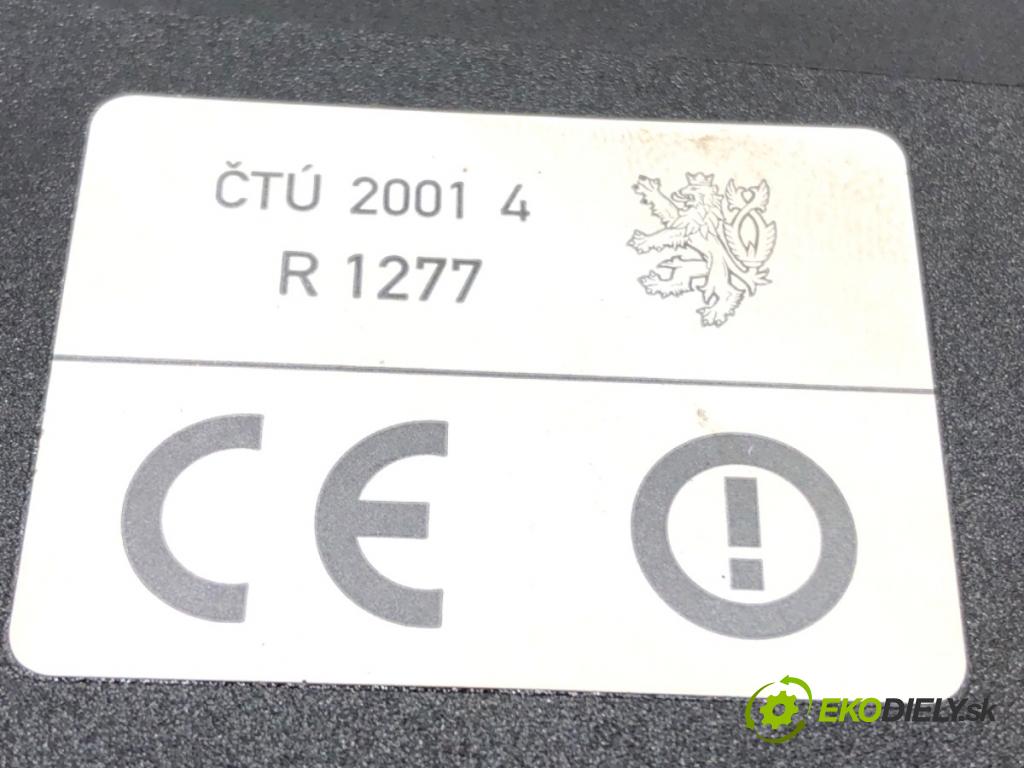 ČTÚ 2001 4
R 1277
CE
!
EKODIELY.sk